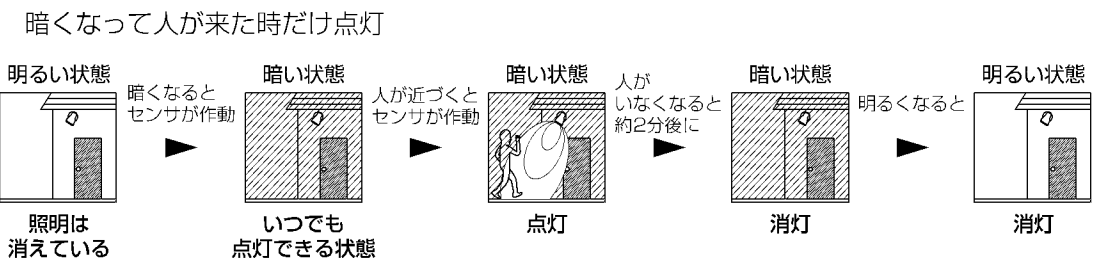 暗くなって人が来た時だけ点灯
明るい状態
暗くなると
センサが作動
暗い状態
人が近づくと
センサが作動
暗い状態
人が
いなくなると
約2分後に
暗い状態
明るくなると
明るい状態
照明は
消えている
いつでも
点灯できる状態
点灯
消灯
消灯